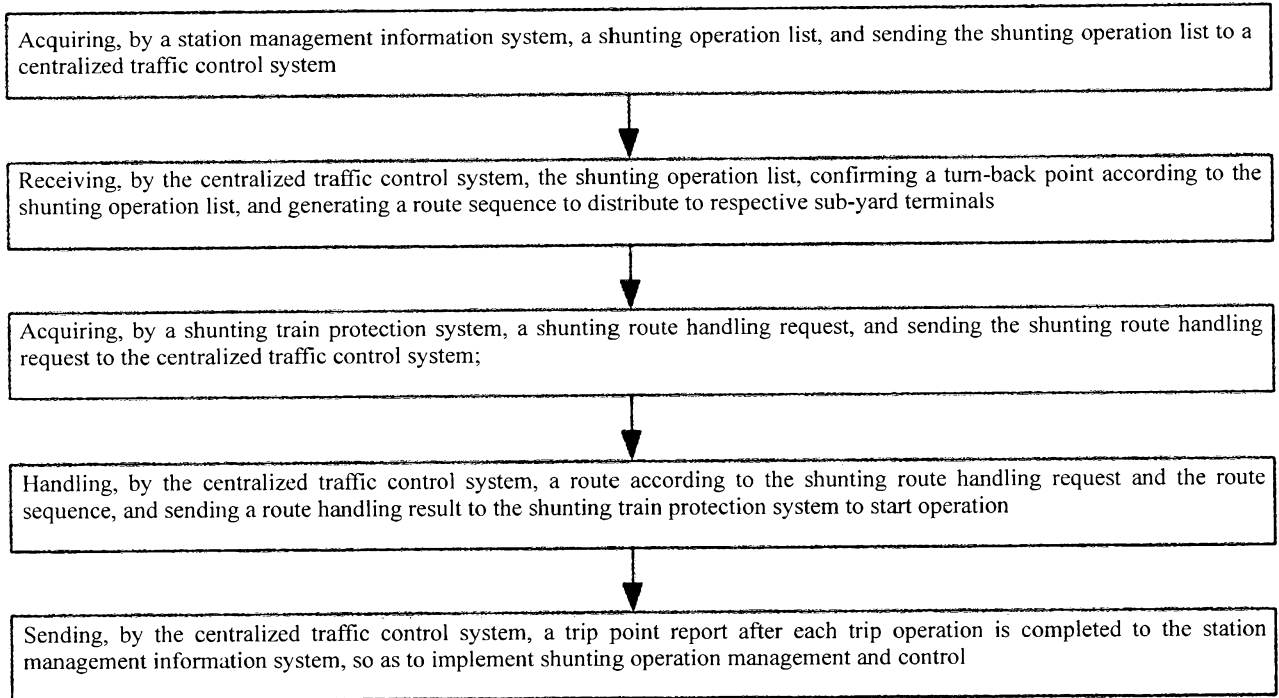 Acquiring, by a station management information system, a shunting operation list, and sending the shunting operation list to a
centralized traffic control system
Receiving, by the centralized traffic control system, the shunting operation list, confirming a turn-back point according to the
shunting operation list, and generating a route sequence to distribute to respective sub-yard terminals
Acquiring, by a shunting train protection system, a shunting route handling request, and sending the shunting route handling
request to the centralized traffic control system;
Handling, by the centralized traffic control system, a route according to the shunting route handling request and the route
sequence, and sending a route handling result to the shunting train protection system to start operation
Sending, by the centralized traffic control system, a trip point report after each trip operation is completed to the station
management information system, so as to implement shunting operation management and control